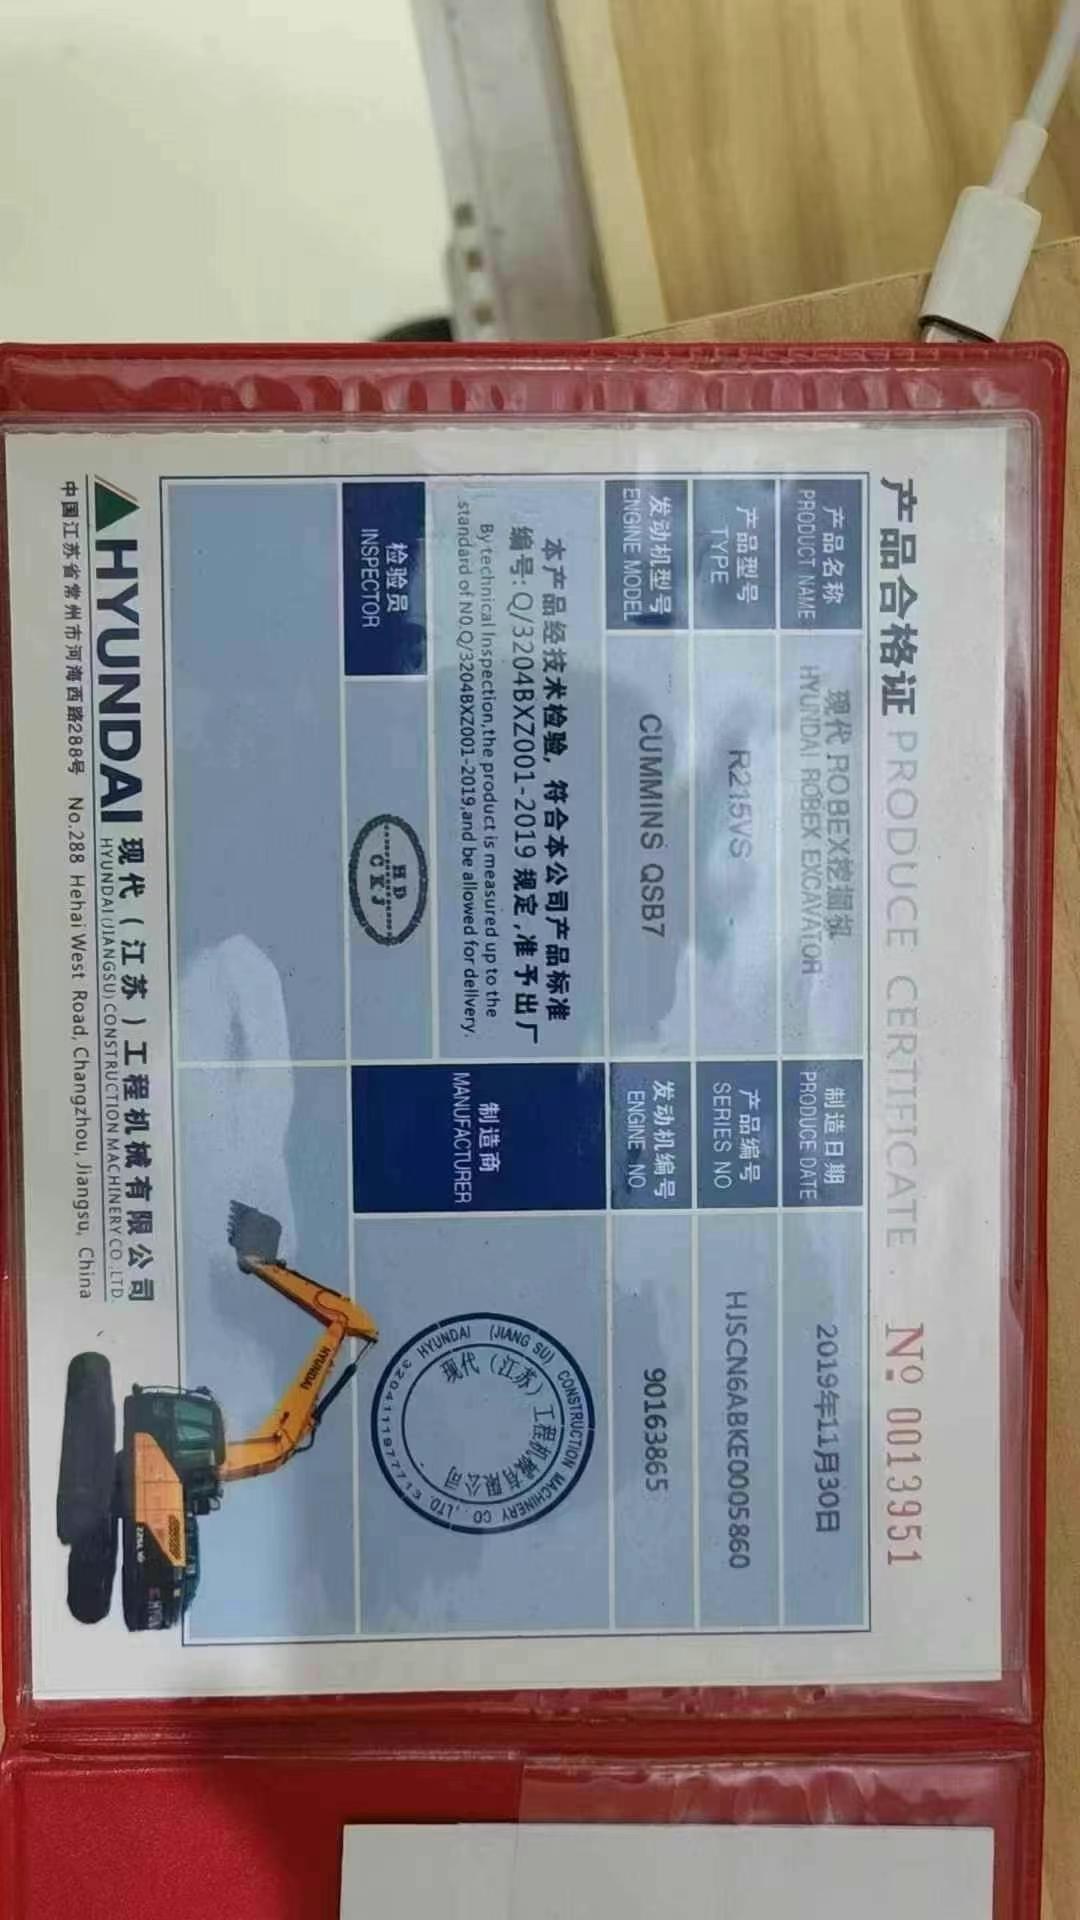 产品合格证 PRODUCE CERTIFICATE
No. 0013951
产品名称
PRODUCT NAME
现代 ROBEX挖掘机
HYUNDAI ROBEX EXCAVATOR
制造日期
PRODUCE DATE
2019年11月30日
产品型号
TYPE
R215VS
产品编号
SERIES NO
HJSCN6ABKE0005860
发动机型号
ENGINE MODEL
CUMMINS QSB7
发动机编号
ENGINE NO
90163865
本产品经技术检验, 符合本公司产品标准
编号:Q/3204BXZ001-2019 规定,准予出厂
By technical Inspection,the product is measured up to the
standard of NO.Q/3204BXZ001-2019,and be allowed for delivery.
制造商
MANUFACTURER
HYUNDAI (JIANG SU) CONSTRUCTION MACHINERY CO.,LTD.
现代（江苏）工程机械有限公司
检验员
INSPECTOR
HD
CKJ
HYUNDAI
HYUNDAI
现代（江苏）工程机械有限公司
HYUNDAI(JIANGSU)CONSTRUCTION MACHINERY CO.,LTD.
中国江苏省常州市河海西路288号 No.288 Hehai West Road, Changzhou, Jiangsu, China